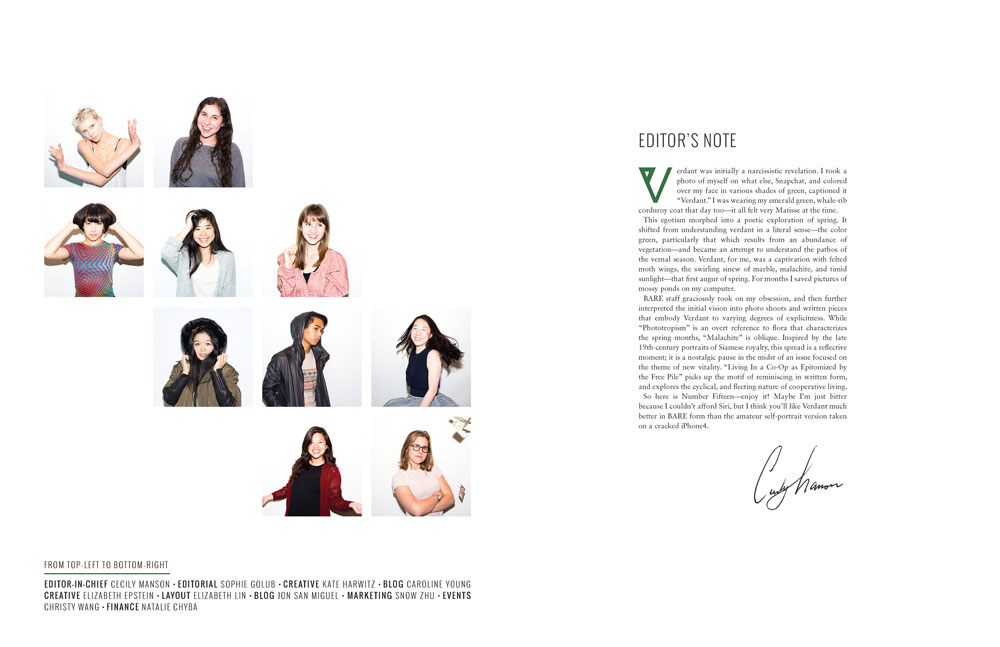 EDITOR’S NOTE
Verdant was initially a narcissistic revelation. I took a
photo of myself on what else, Snapchat, and colored
over my face in various shades of green, captioned it
“Verdant.” I was wearing my emerald green, whale-rib
corduroy coat that day too—it all felt very Matisse at the time.
This egotism morphed into a poetic exploration of spring. It
shifted from understanding verdant in a literal sense—the color
green, particularly that which results from an abundance of
vegetation—and became an attempt to understand the pathos of
the vernal season. Verdant, for me, was a captivation with felted
moth wings, the swirling sinew of marble, malachite, and timid
sunlight—that first augur of spring. For months I saved pictures of
mossy ponds on my computer.
BARE staff graciously took on my obsession, and then further
interpreted the initial vision into photo shoots and written pieces
that embody Verdant to varying degrees of explicitness. While
“Phototropism” is an overt reference to flora that characterizes
the spring months, “Malachite” is oblique. Inspired by the late
19th-century portraits of Siamese royalty, this spread is a reflective
moment; it is a nostalgic pause in the midst of an issue focused on
the theme of new vitality. “Living In a Co-Op as Epitomized by
the Free Pile” picks up the motif of reminiscing in written form,
and explores the cyclical, and fleeting nature of cooperative living.
So here is Number Fifteen—enjoy it! Maybe I’m just bitter
because I couldn’t afford Siri, but I think you’ll like Verdant much
better in BARE form than the amateur self-portrait version taken
on a cracked iPhone4.
FROM TOP-LEFT TO BOTTOM-RIGHT
EDITOR-IN-CHIEF CECILY MANSON • EDITORIAL SOPHIE GOLUB • CREATIVE KATE HARWITZ • BLOG CAROLINE YOUNG
CREATIVE ELIZABETH EPSTEIN • LAYOUT ELIZABETH LIN • BLOG JON SAN MIGUEL • MARKETING SNOW ZHU • EVENTS
CHRISTY WANG • FINANCE NATALIE CHYBA